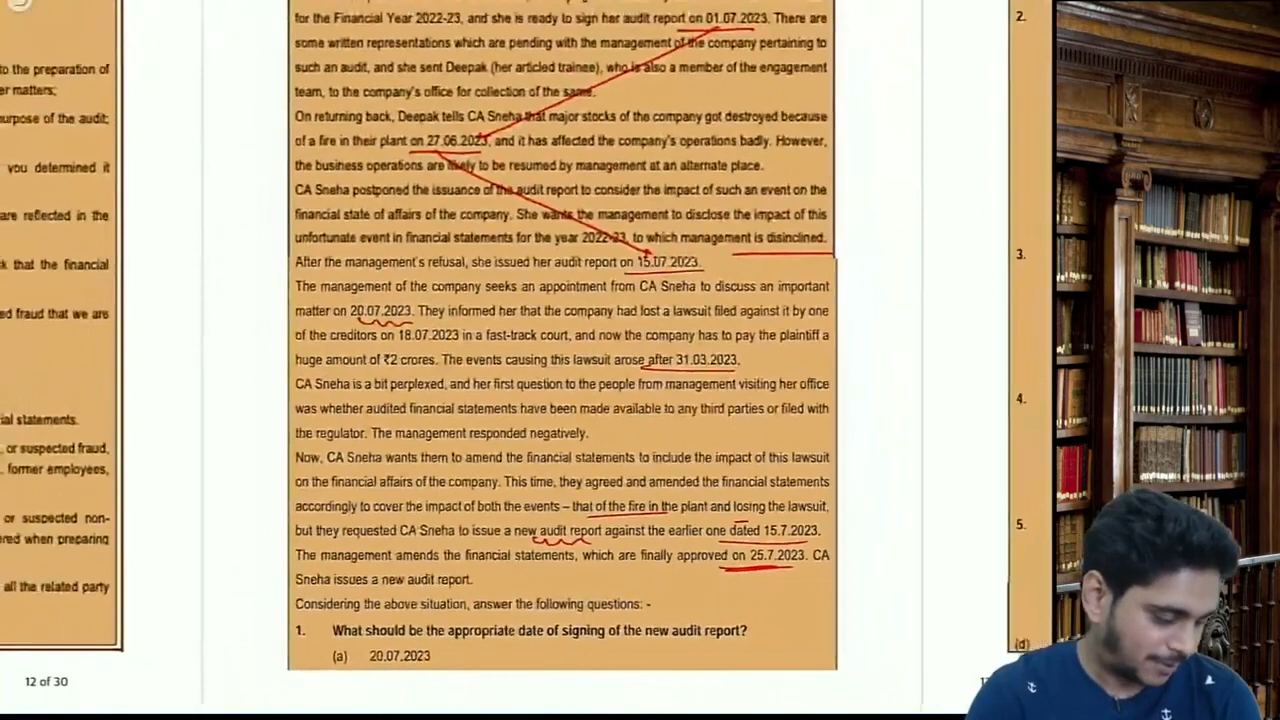 to the preparation of
er matters;
urpose of the audit;
you determined it
are reflected in the
k that the financial
ed fraud that we are
ial statements.
, or suspected fraud,
, former employees,
or suspected non-
ered when preparing
all the related party
12 of 30
for the Financial Year 2022-23, and she is ready to sign her audit report on 01.07.2023. There are
some written representations which are pending with the management of the company pertaining to
such an audit, and she sent Deepak (her articled trainee), who is also a member of the engagement
team, to the company's office for collection of the same.
On returning back, Deepak tells CA Sneha that major stocks of the company got destroyed because
of a fire in their plant on 27.06.2023, and it has affected the company's operations badly. However,
the business operations are likely to be resumed by management at an alternate place.
CA Sneha postponed the issuance of the audit report to consider the impact of such an event on the
financial state of affairs of the company. She wants the management to disclose the impact of this
unfortunate event in financial statements for the year 2022-23, to which management is disinclined.
After the management's refusal, she issued her audit report on 15.07.2023.
The management of the company seeks an appointment from CA Sneha to discuss an important
matter on 20.07.2023. They informed her that the company had lost a lawsuit filed against it by one
of the creditors on 18.07.2023 in a fast-track court, and now the company has to pay the plaintiff a
huge amount of ₹2 crores. The events causing this lawsuit arose after 31.03.2023.
CA Sneha is a bit perplexed, and her first question to the people from management visiting her office
was whether audited financial statements have been made available to any third parties or filed with
the regulator. The management responded negatively.
Now, CA Sneha wants them to amend the financial statements to include the impact of this lawsuit
on the financial affairs of the company. This time, they agreed and amended the financial statements
accordingly to cover the impact of both the events – that of the fire in the plant and losing the lawsuit,
but they requested CA Sneha to issue a new audit report against the earlier one dated 15.7.2023.
The management amends the financial statements, which are finally approved on 25.7.2023. CA
Sneha issues a new audit report.
Considering the above situation, answer the following questions: -
1. What should be the appropriate date of signing of the new audit report?
(a) 20.07.2023
2.
3.
4.
5.
(d)